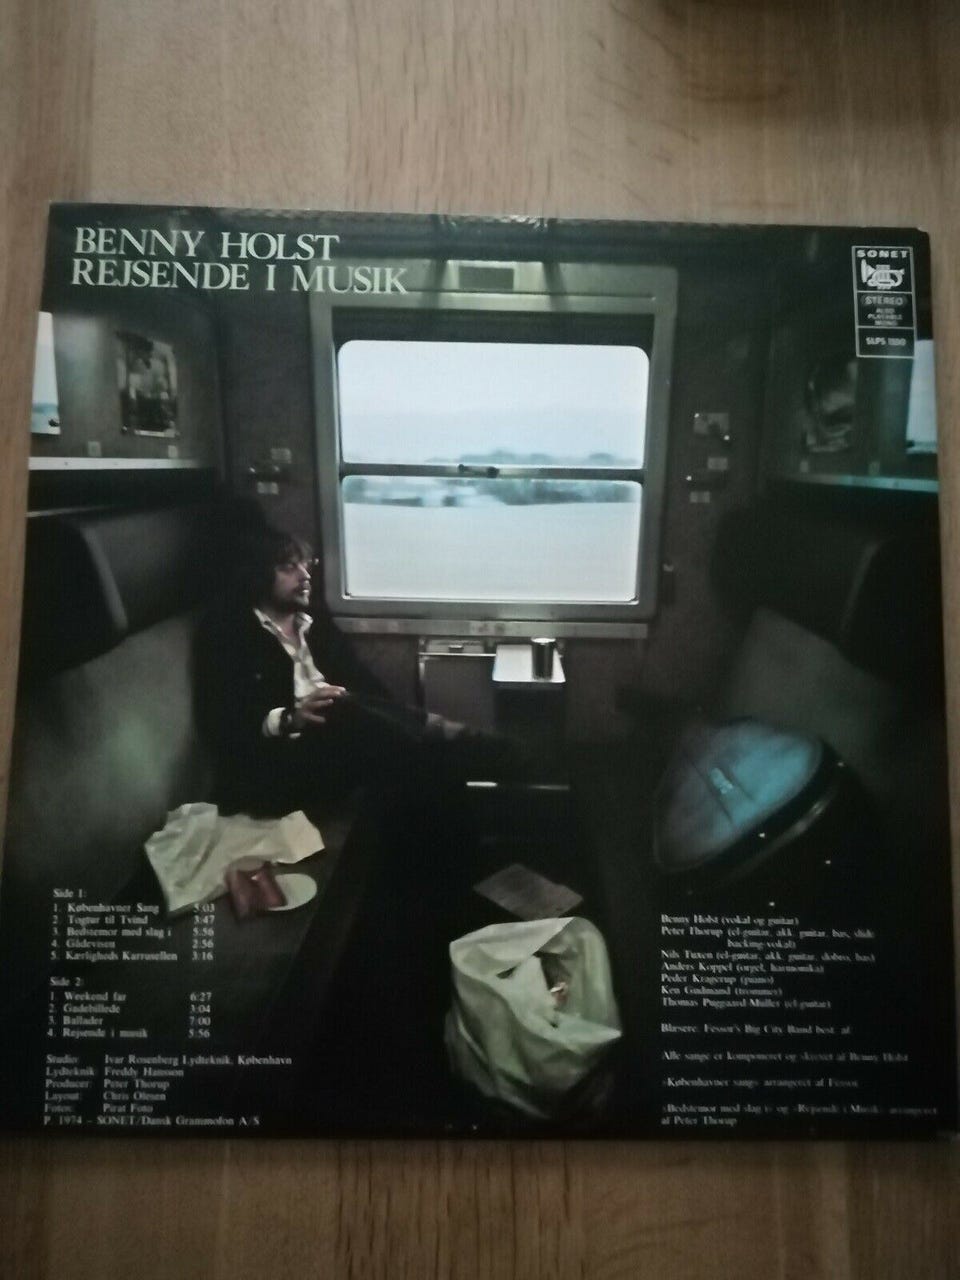 BENNY HOLST
REJSENDE I MUSIK
SONET
STEREO
ALSO
PLAYABLE
MONO
Side 1:
1. Københavner Sang 5:03
2. Togtur til Tvind 3:47
3. Bedstemor med slag i 5:56
4. Gådevisen 2:56
5. Kærligheds Karrusellen 3:16
Side 2:
1. Weekend far 6:27
2. Gadebillede 3:04
3. Ballader 7:00
4. Rejsende i musik 5:56
Studio: Ivar Rosenberg Lydteknik, København
Lydteknik: Freddy Hansson
Producer: Peter Thorup
Layout: Chris Olesen
Fotos: Pirat Foto
P. 1974 - SONET/Dansk Grammofon A/S
Benny Holst (vokal og guitar)
Peter Thorup (el-guitar, akk. guitar, bas, slide
backing-vokal)
Nils Tuxen (el-guitar, akk. guitar, dobro, bas)
Anders Koppel (orgel, harmonika)
Peder Kragerup (piano)
Ken Gudmand (trommer)
Thomas Puggaard-Müller (el-guitar)
Blæsere: Fessor's Big City Band best. af:
Alle sange er komponeret og skrevet af Benny Holst
»Københavner sang« arrangeret af Fessor
»Bedstemor med slag i« og »Rejsende i Musik« arrangeret
af Peter Thorup